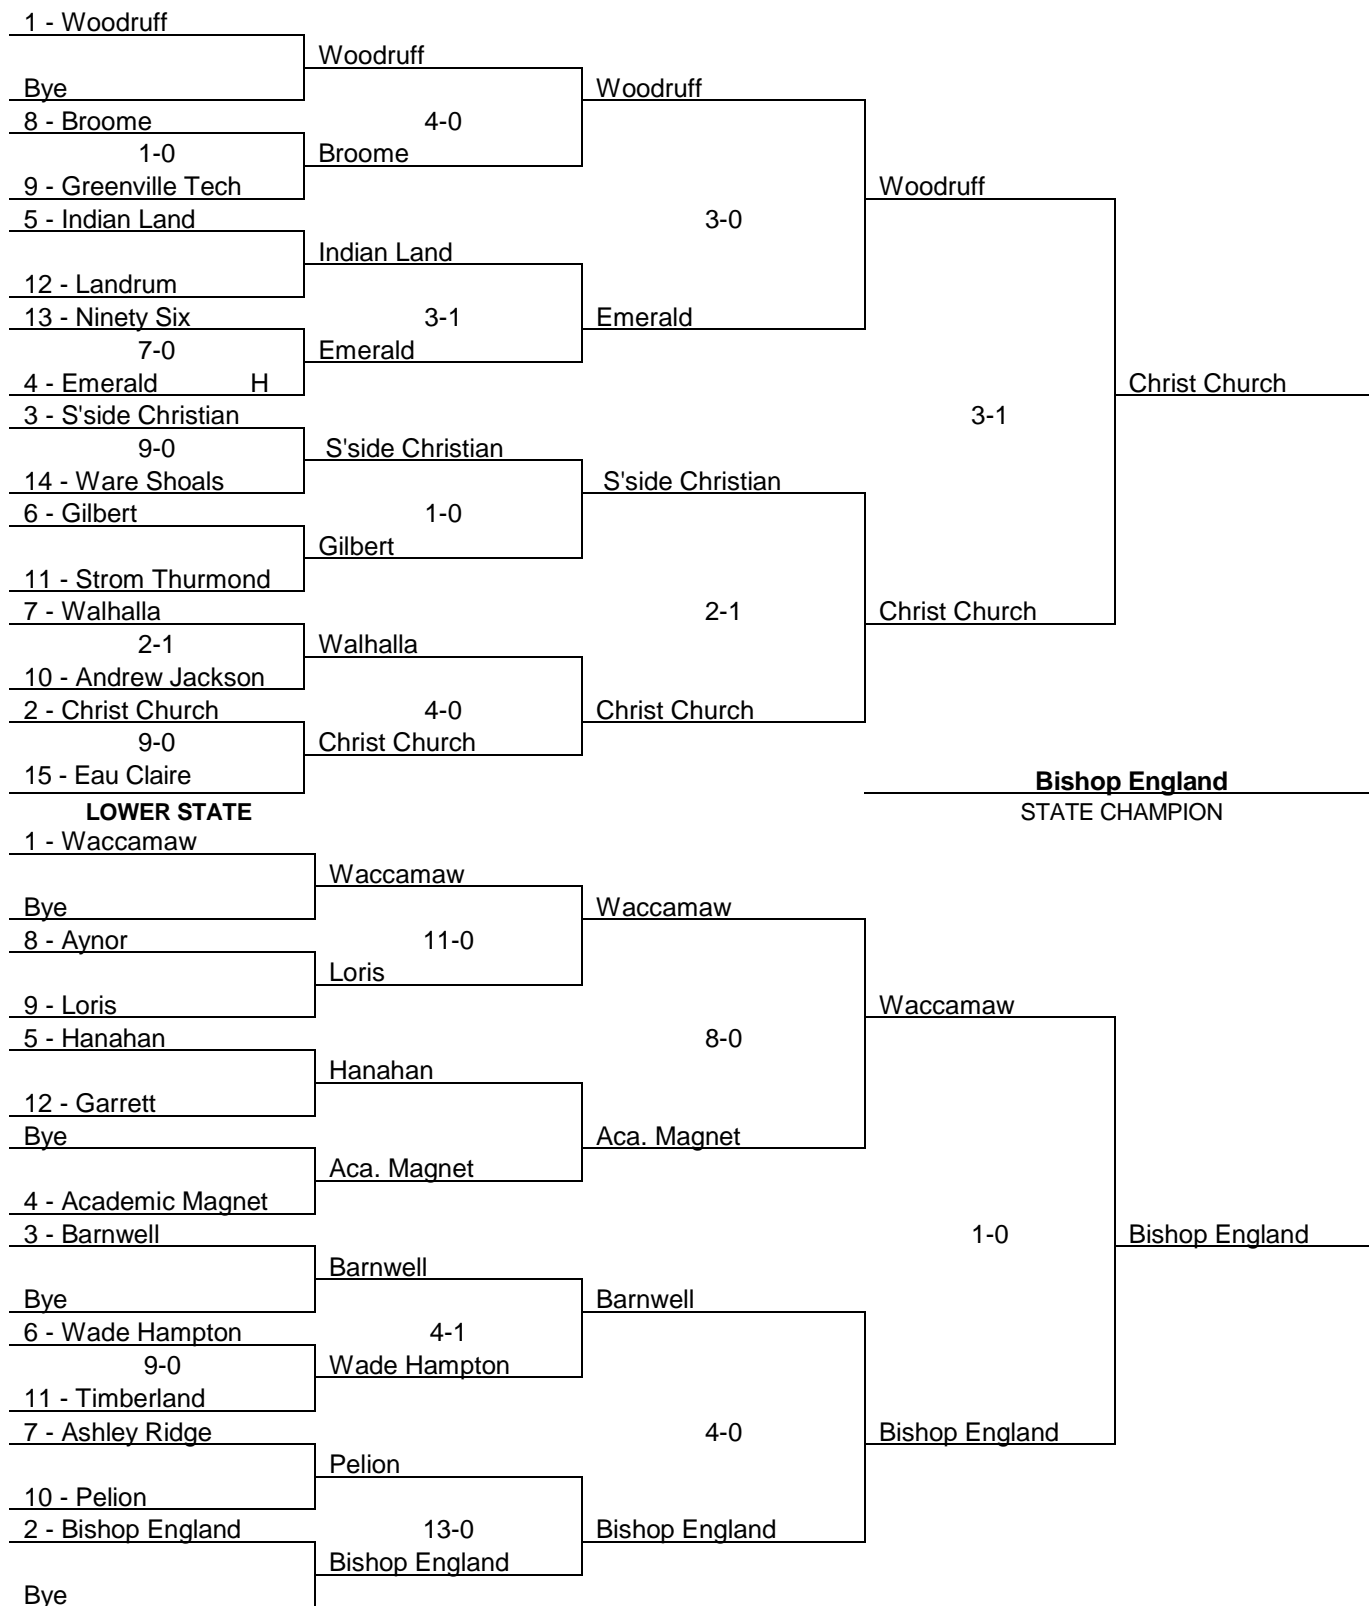 1 - Woodruff
Woodruff
Bye
Woodruff
8 - Broome
4-0
1-0
Broome
9 - Greenville Tech
Woodruff
5 - Indian Land
3-0
Indian Land
12 - Landrum
13 - Ninety Six
3-1
Emerald
7-0
Emerald
4 - Emerald H
Christ Church
3 - S'side Christian
3-1
9-0
S'side Christian
14 - Ware Shoals
S'side Christian
6 - Gilbert
1-0
Gilbert
11 - Strom Thurmond
7 - Walhalla
2-1
Christ Church
2-1
Walhalla
10 - Andrew Jackson
2 - Christ Church
4-0
Christ Church
9-0
Christ Church
15 - Eau Claire
Bishop England
LOWER STATE
STATE CHAMPION
1 - Waccamaw
Waccamaw
Bye
Waccamaw
8 - Aynor
11-0
Loris
9 - Loris
Waccamaw
5 - Hanahan
8-0
Hanahan
12 - Garrett
Bye
Aca. Magnet
Aca. Magnet
4 - Academic Magnet
3 - Barnwell
1-0
Bishop England
Barnwell
Bye
Barnwell
6 - Wade Hampton
4-1
9-0
Wade Hampton
11 - Timberland
7 - Ashley Ridge
4-0
Bishop England
Pelion
10 - Pelion
2 - Bishop England
13-0
Bishop England
Bishop England
Bye